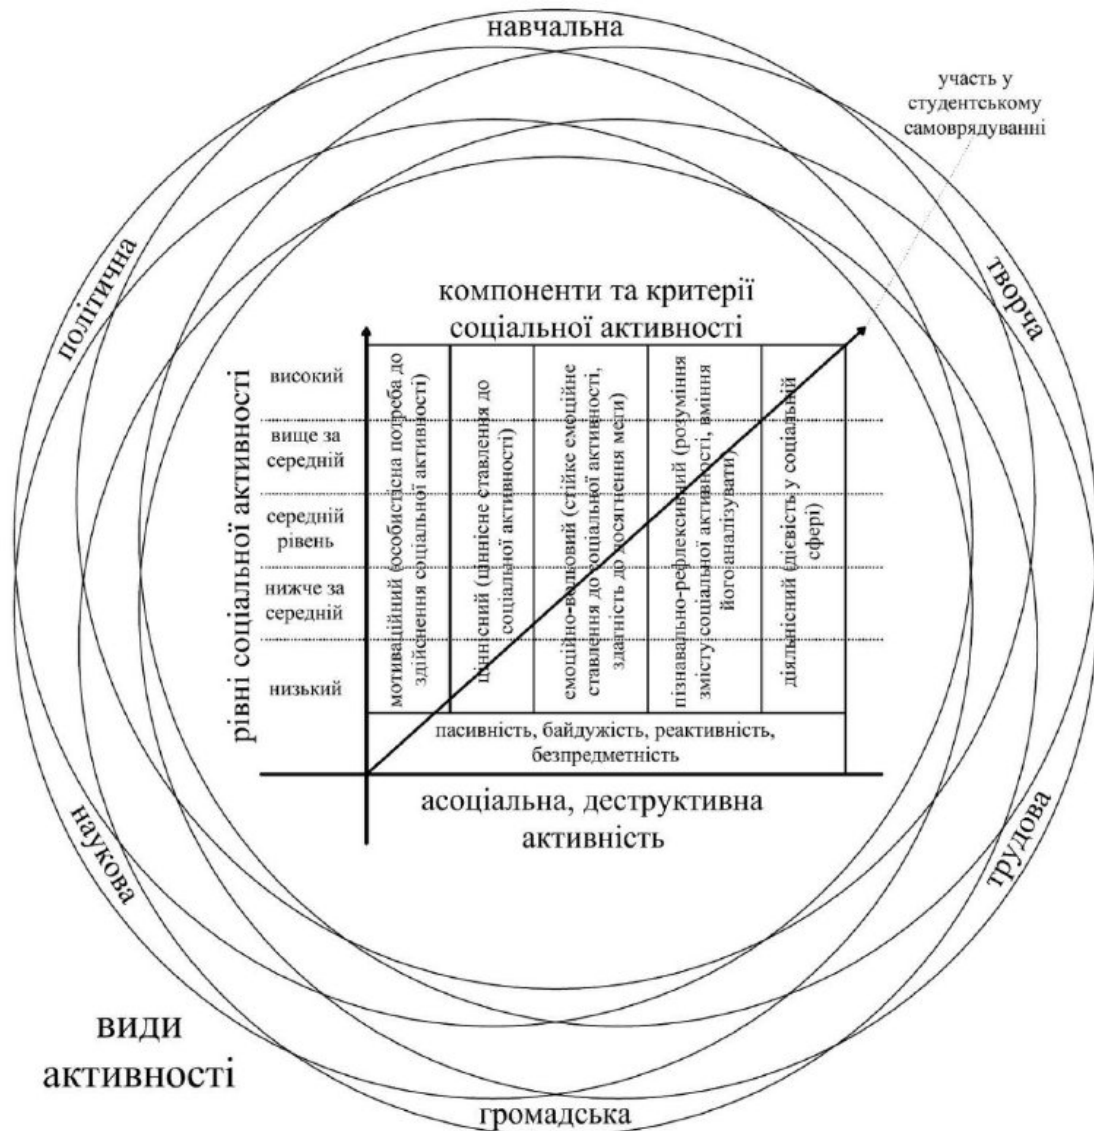 навчальна
участь у
студентському
самоврядуванні
політична
творча
компоненти та критерії
соціальної активності
рівні соціальної активності
високий
вище за
середній
середній
рівень
нижче за
середній
низький
мотиваційний (особистісна потреба до
здійснення соціальної активності)
ціннісний (ціннісне ставлення до
соціальної активності)
емоційно-вольовий (стійке емоційне
ставлення до соціальної активності,
здатність до досягнення мети)
пізнавально-рефлексивний (розуміння
змісту соціальної активності, вміння
його аналізувати)
діяльнісний (дієвість у соціальній
сфері)
пасивність, байдужість, реактивність,
безпредметність
асоціальна, деструктивна
активність
наукова
трудова
види
активності
громадська